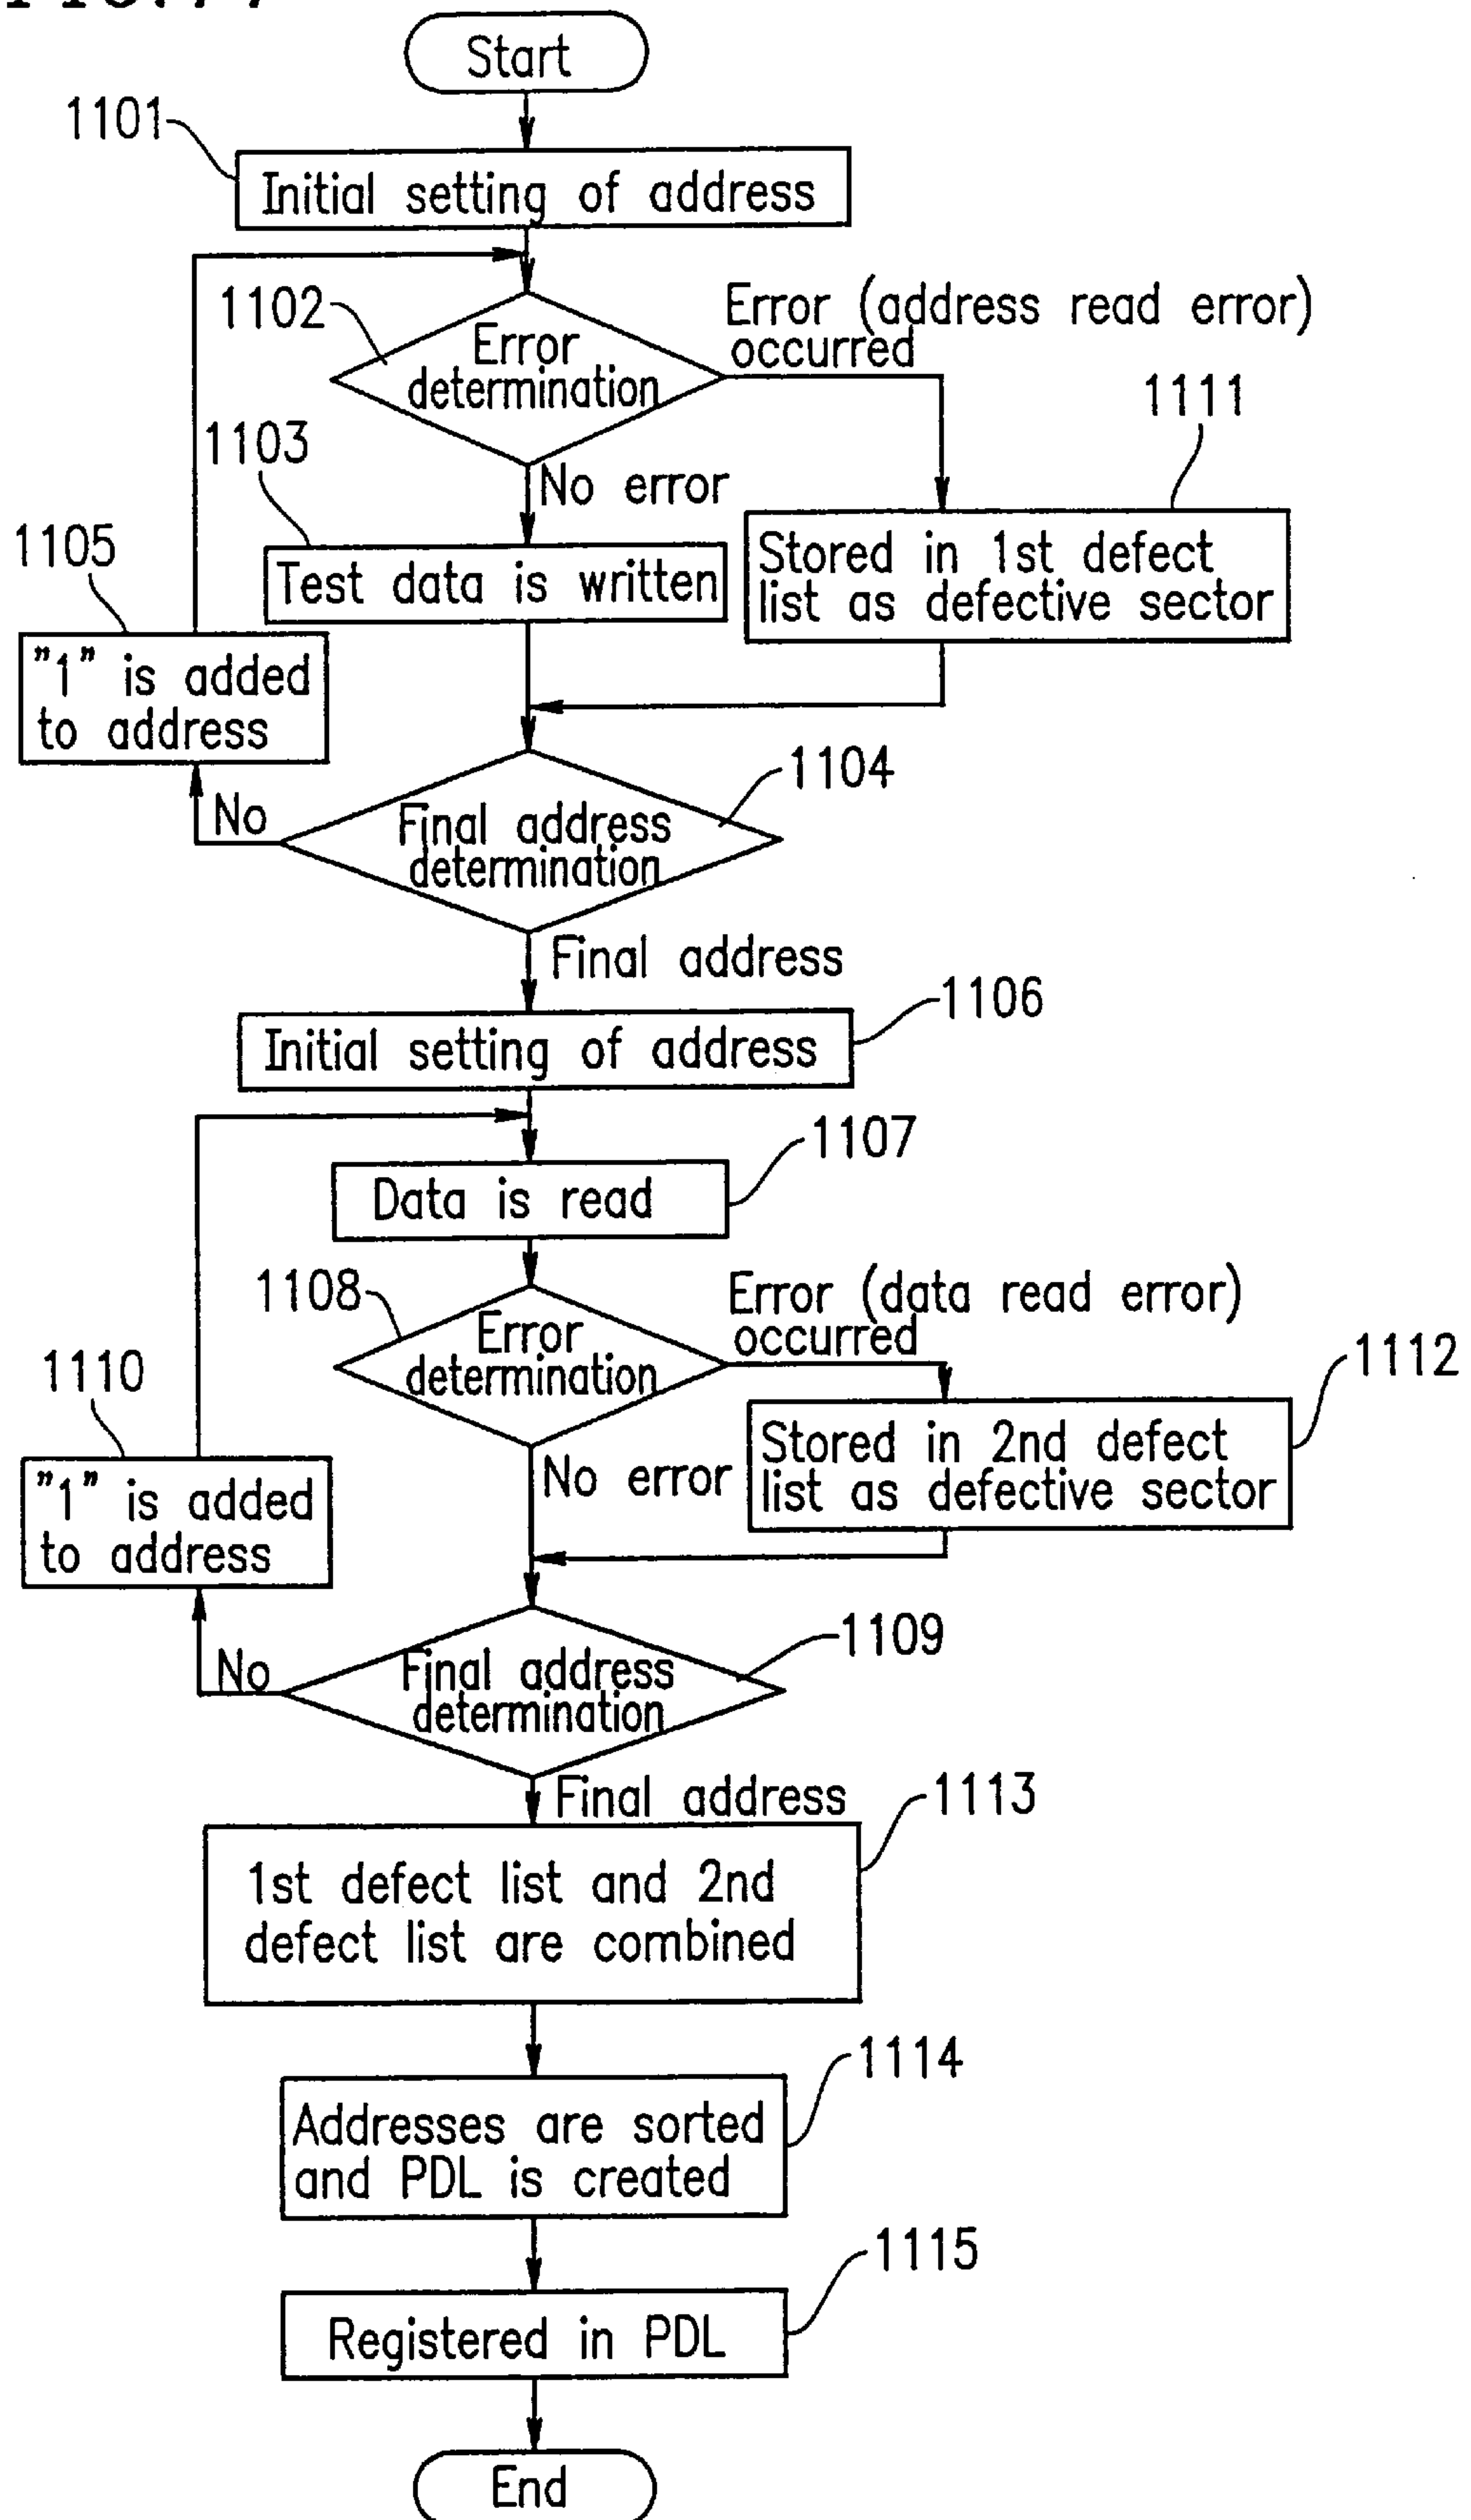 Start
1101
Initial setting of address
1102
Error
determination
Error (address read error)
occurred
1111
1103
No error
1105
Test data is written
Stored in 1st defect
list as defective sector
"1" is added
to address
1104
No
Final address
determination
Final address
1106
Initial setting of address
1107
Data is read
1108
Error
determination
Error (data read error)
occurred
1110
1112
Stored in 2nd defect
list as defective sector
No error
"1" is added
to address
1109
No
Final address
determination
Final address
1113
1st defect list and 2nd
defect list are combined
1114
Addresses are sorted
and PDL is created
1115
Registered in PDL
End